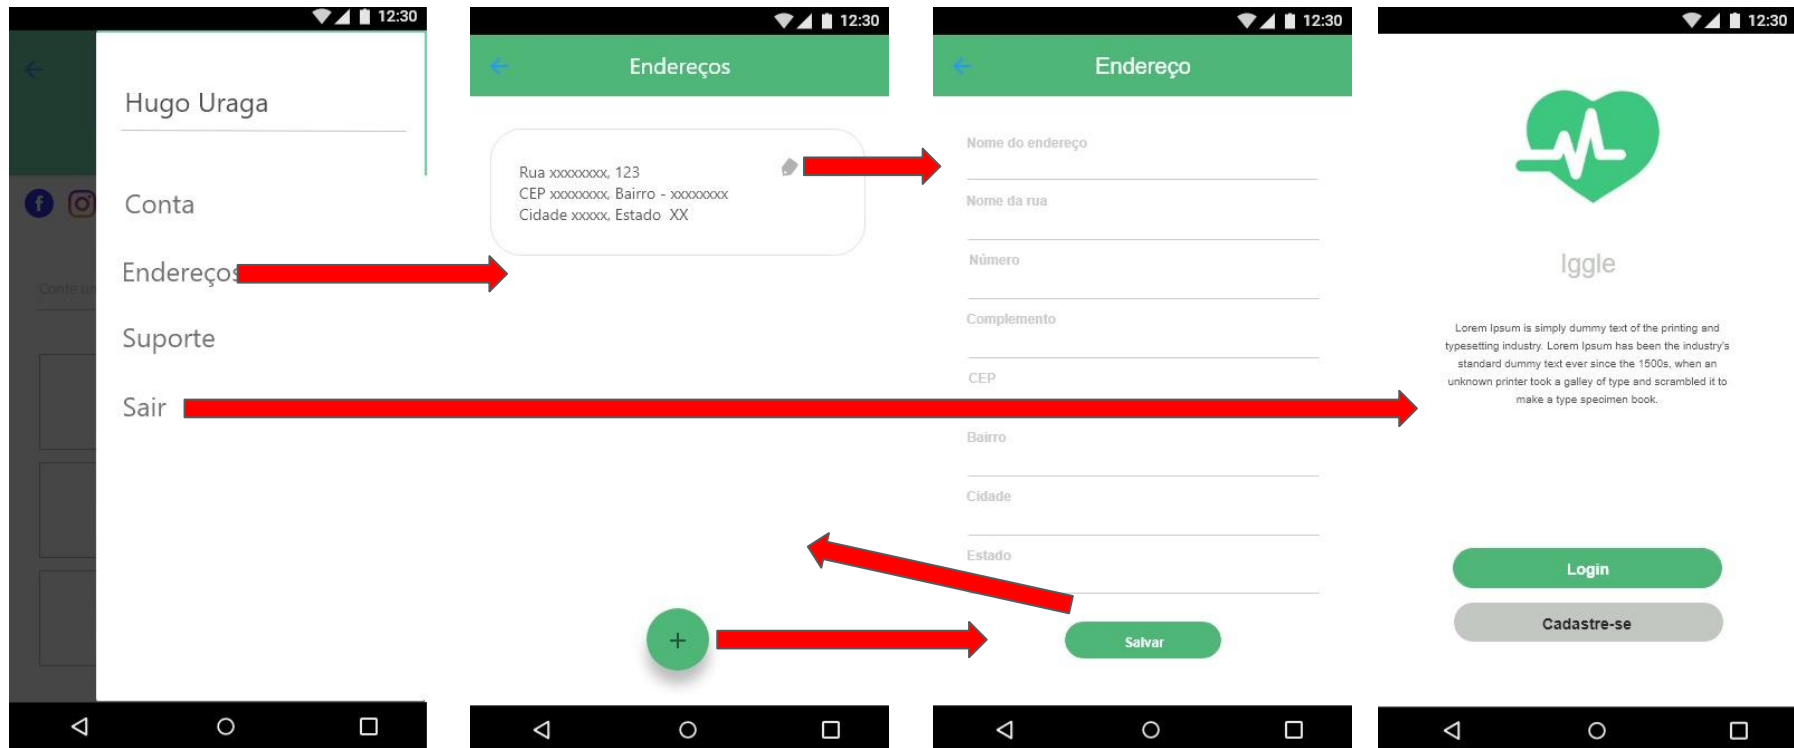 12:30
Hugo Uraga
Conta
Endereços
Suporte
Sair
12:30
Endereços
Rua xxxxxxxx, 123
CEP xxxxxxxx, Bairro - xxxxxxxx
Cidade xxxxx, Estado XX
+
12:30
Endereço
Nome do endereço
Nome da rua
Número
Complemento
CEP
Bairro
Cidade
Estado
Salvar
12:30
Iggle
Lorem Ipsum is simply dummy text of the printing and
typesetting industry. Lorem Ipsum has been the industry's
standard dummy text ever since the 1500s, when an
unknown printer took a galley of type and scrambled it to
make a type specimen book.
Login
Cadastre-se